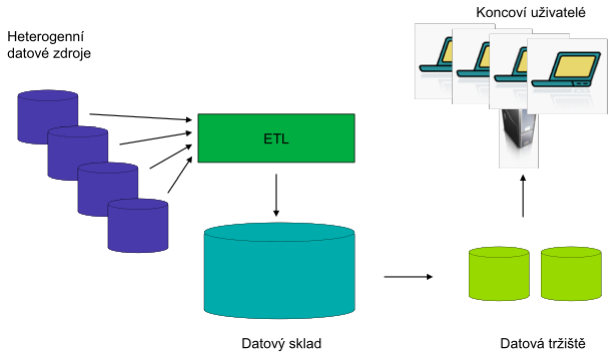 Koncoví uživatelé
Heterogenní
datové zdroje
ETL
Datový sklad
Datová tržiště